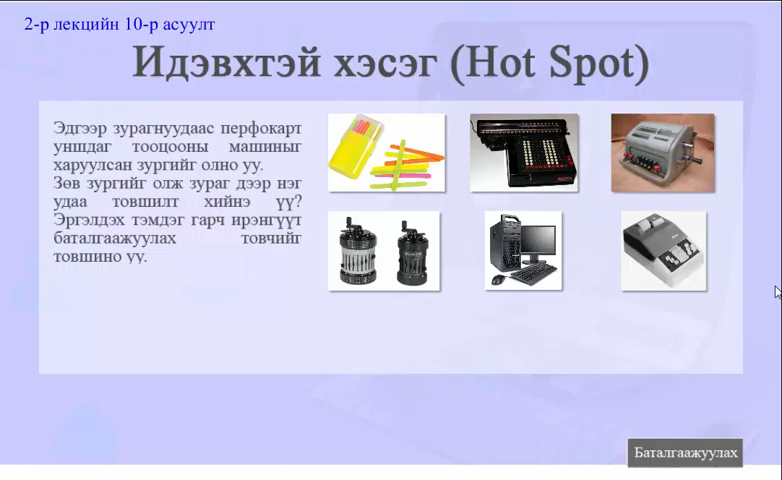 2-р лекцийн 10-р асуулт
Идэвхтэй хэсэг (Hot Spot)
Эдгээр зурагнуудаас перфокарт
уншдаг тооцооны машиныг
харуулсан зургийг олно уу.
Зөв зургийг олж зураг дээр нэг
удаа товшилт хийнэ үү?
Эргэлдэх тэмдэг гарч ирэнгүүт
баталгаажуулах товчийг
товшино уу.
Баталгаажуулах